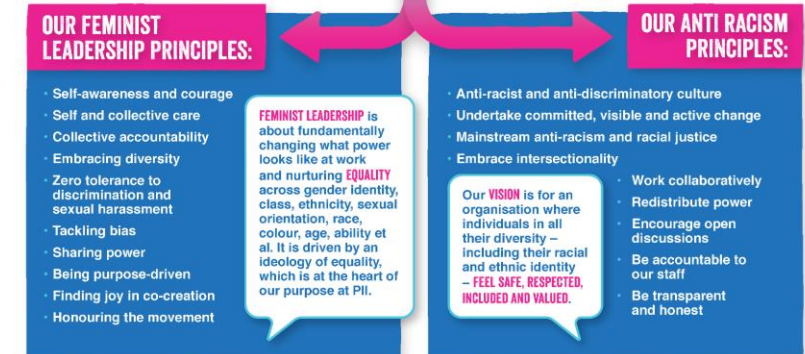 OUR FEMINIST
LEADERSHIP PRINCIPLES:
· Self-awareness and courage
· Self and collective care
· Collective accountability
· Embracing diversity
· Zero tolerance to
discrimination and
sexual harassment
· Tackling bias
· Sharing power
· Being purpose-driven
· Finding joy in co-creation
· Honouring the movement
FEMINIST LEADERSHIP is
about fundamentally
changing what power
looks like at work
and nurturing EQUALITY
across gender identity,
class, ethnicity, sexual
orientation, race,
colour, age, ability et
al. It is driven by an
ideology of equality,
which is at the heart of
our purpose at PII.
OUR ANTI RACISM
PRINCIPLES:
· Anti-racist and anti-discriminatory culture
· Undertake committed, visible and active change
· Mainstream anti-racism and racial justice
· Embrace intersectionality
Our VISION is for an
organisation where
individuals in all
their diversity –
including their racial
and ethnic identity
– FEEL SAFE, RESPECTED,
INCLUDED AND VALUED.
· Work collaboratively
· Redistribute power
· Encourage open
discussions
· Be accountable to
our staff
· Be transparent
and honest